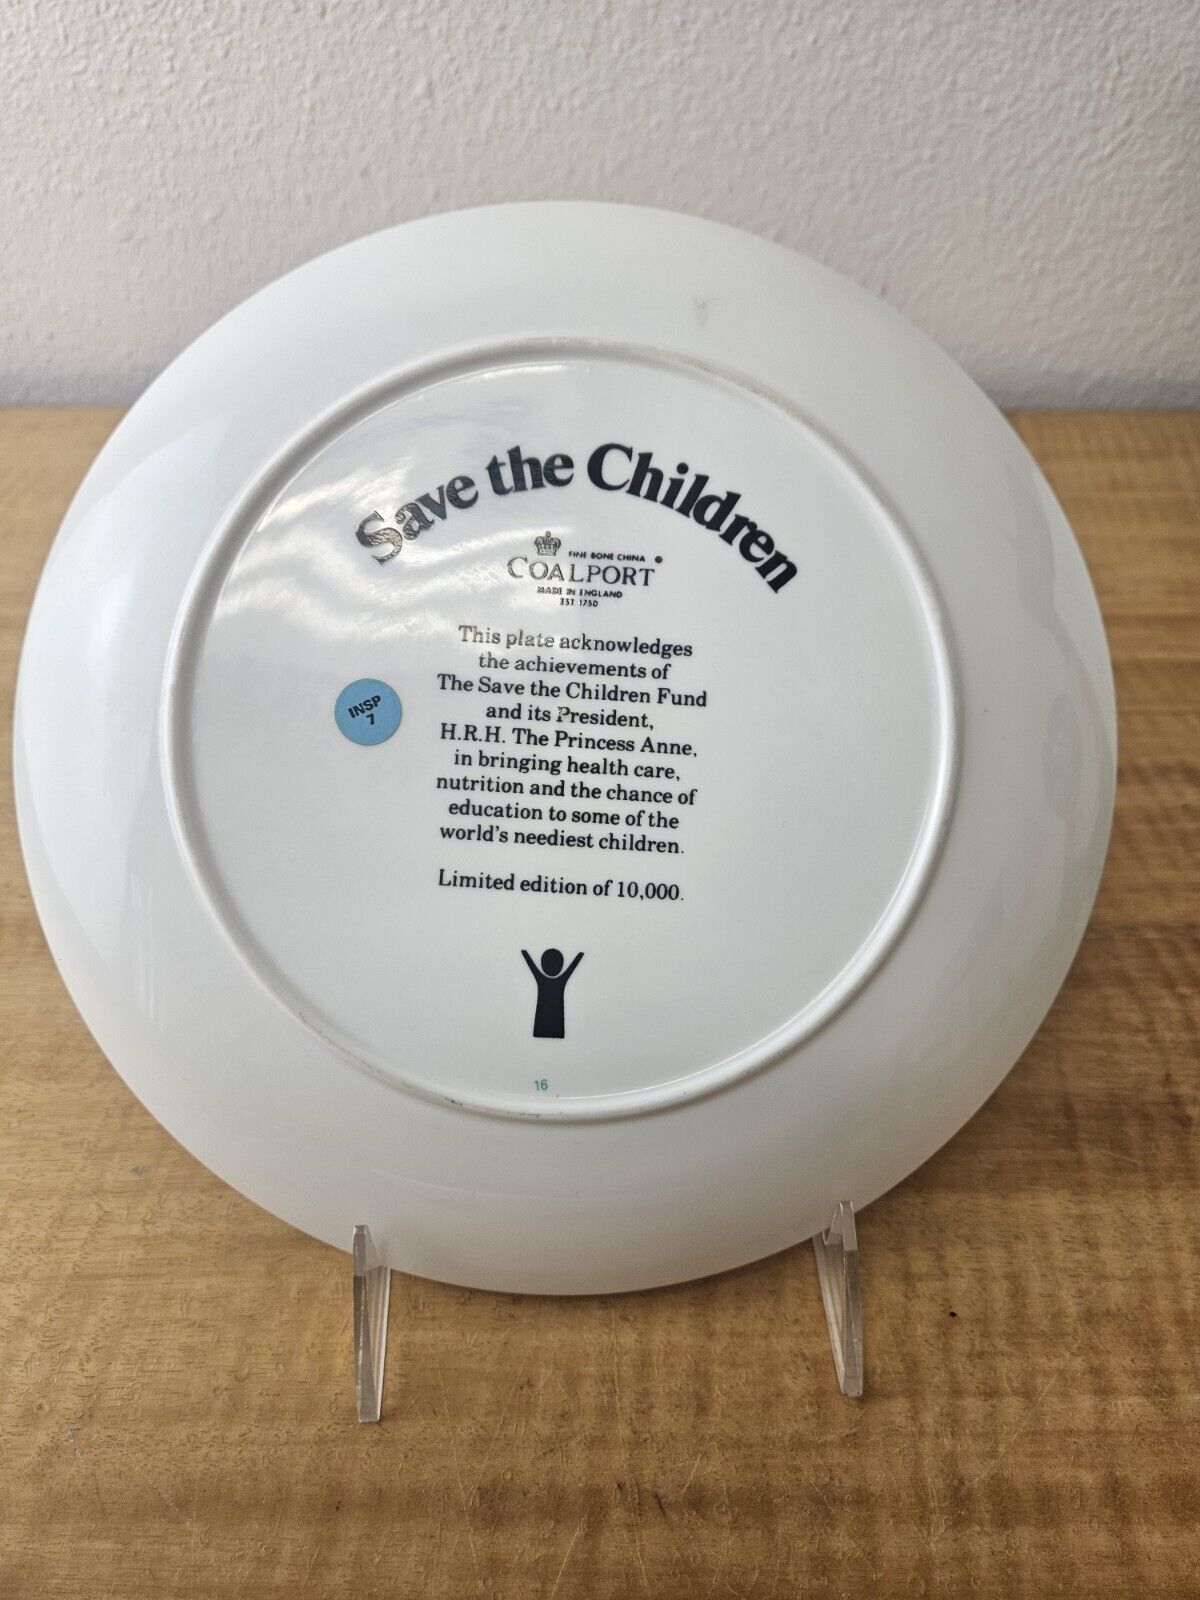 Save the Children
FINE BONE CHINA ®
COALPORT
MADE IN ENGLAND
EST. 1750
This plate acknowledges
the achievements of
The Save the Children Fund
and its President,
H.R.H. The Princess Anne,
in bringing health care,
nutrition and the chance of
education to some of the
world's neediest children.
Limited edition of 10,000.
INSP
7
16